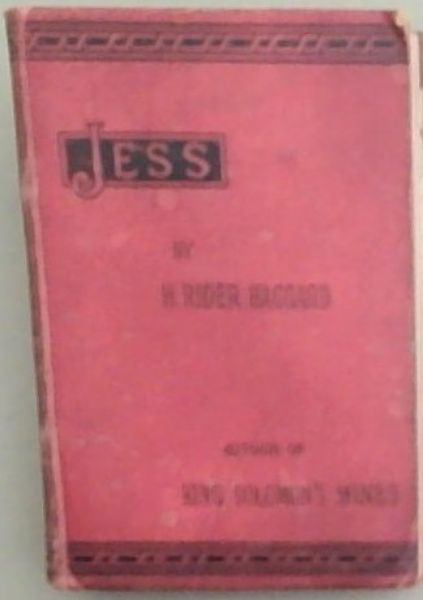 JESS
BY
H. RIDER HAGGARD
AUTHOR OF
KING SOLOMON'S MINES